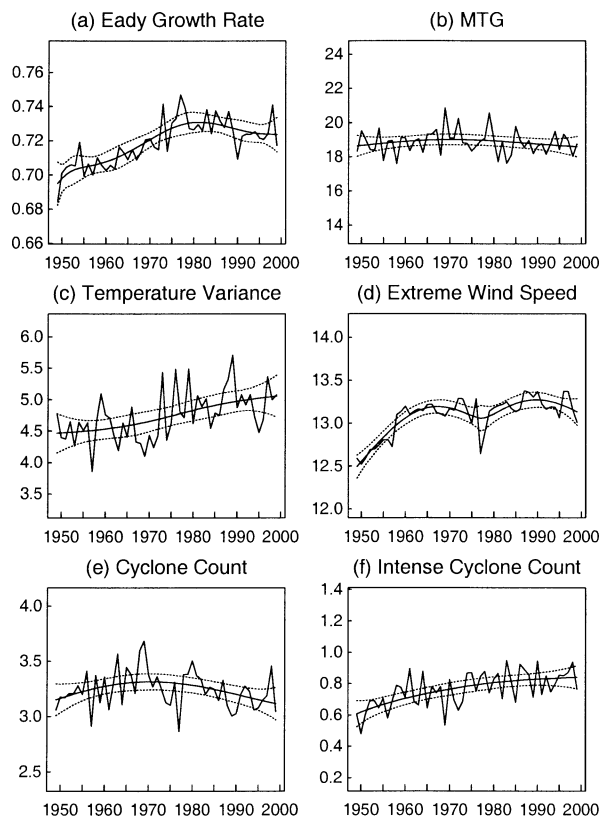 (a) Eady Growth Rate
0.76
0.74
0.72
0.70
0.68
0.66
1950 1960 1970 1980 1990 2000
(b) MTG
24
22
20
18
16
14
1950 1960 1970 1980 1990 2000
(c) Temperature Variance
6.0
5.5
5.0
4.5
4.0
3.5
1950 1960 1970 1980 1990 2000
(d) Extreme Wind Speed
14.0
13.5
13.0
12.5
12.0
1950 1960 1970 1980 1990 2000
(e) Cyclone Count
4.0
3.5
3.0
2.5
1950 1960 1970 1980 1990 2000
(f) Intense Cyclone Count
1.4
1.2
1.0
0.8
0.6
0.4
0.2
1950 1960 1970 1980 1990 2000